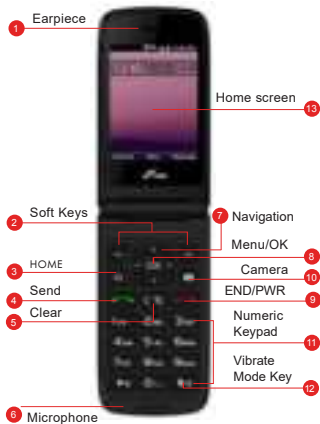 Earpiece
1
Home screen
13
Soft Keys
2
7
Navigation
Menu/OK
8
HOME
3
Camera
10
Send
4
END/PWR
9
Clear
5
Numeric
Keypad
11
Vibrate
Mode Key
12
6
Microphone